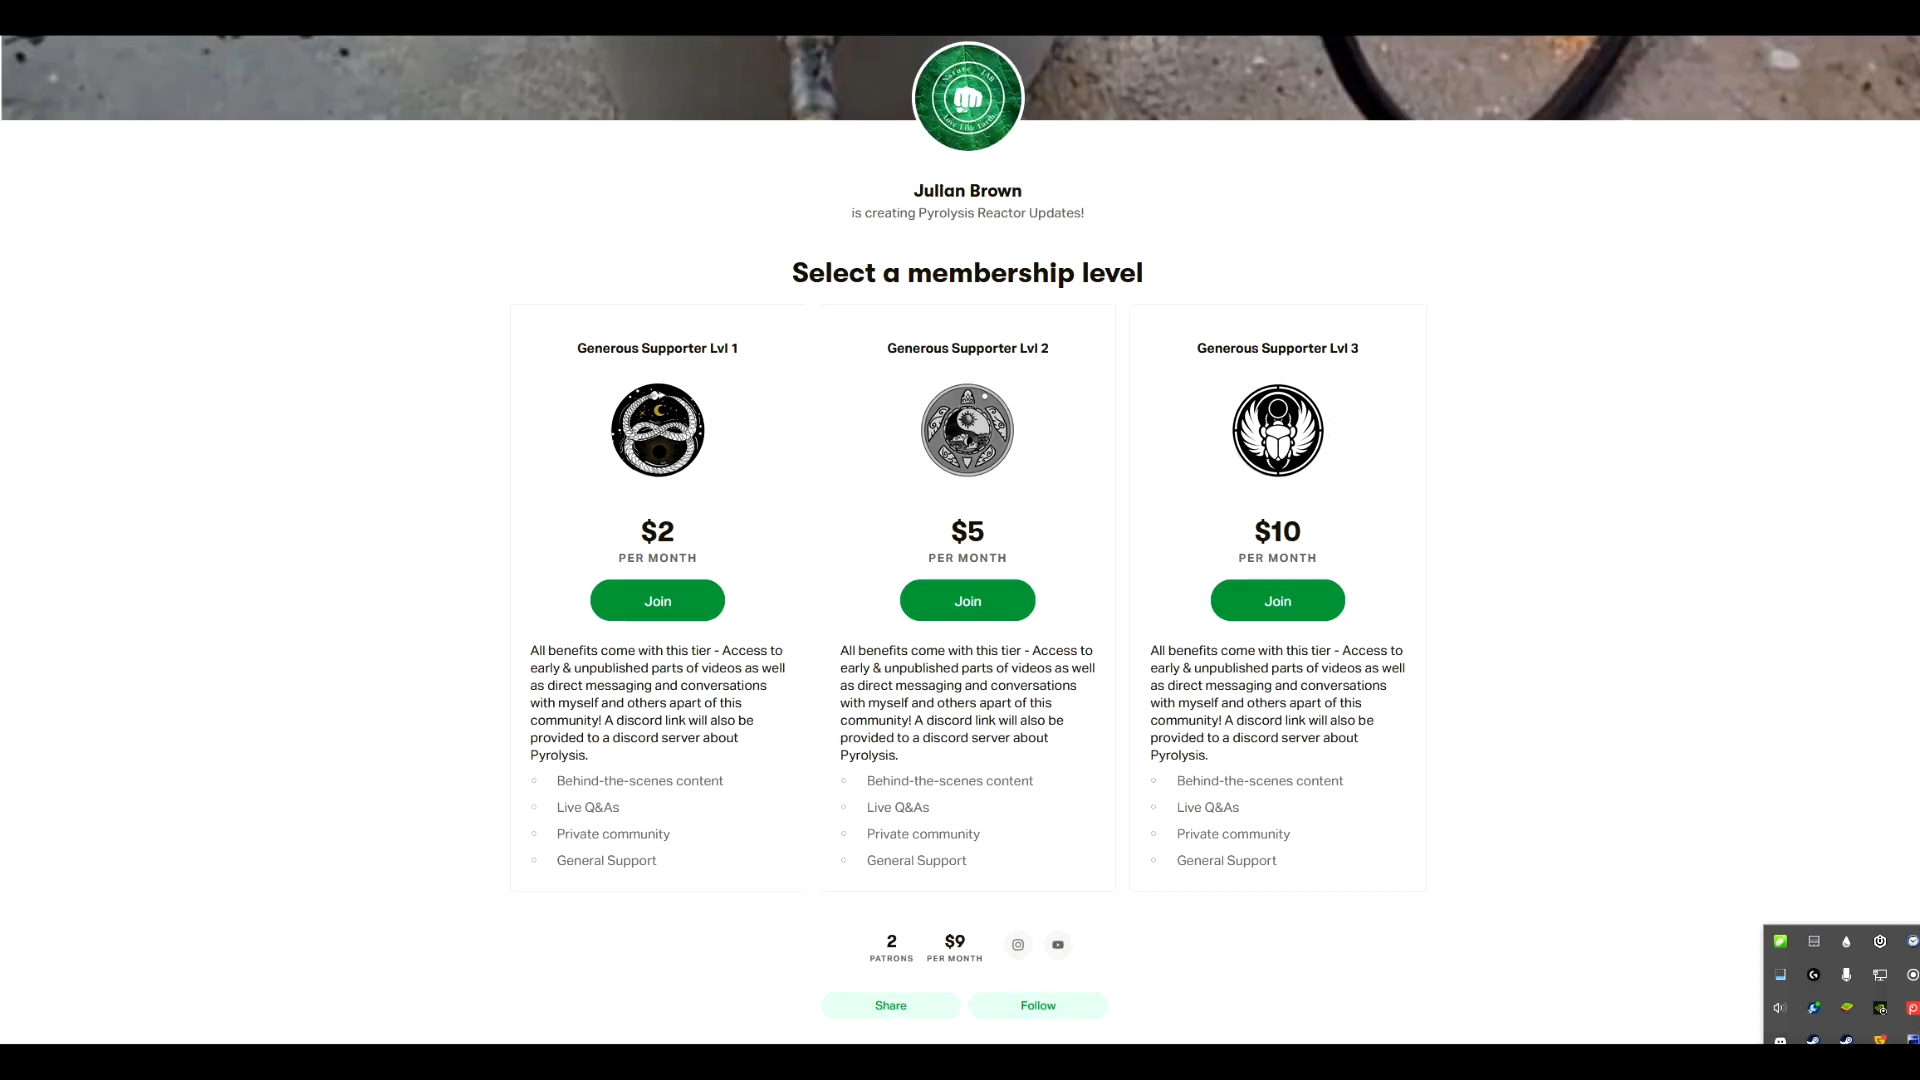 Nature JAB
Love Like Earth
Julian Brown
is creating Pyrolysis Reactor Updates!
Select a membership level
Generous Supporter Lvl 1
$2
PER MONTH
Join
All benefits come with this tier - Access to
early & unpublished parts of videos as well
as direct messaging and conversations
with myself and others apart of this
community! A discord link will also be
provided to a discord server about
Pyrolysis.
Behind-the-scenes content
Live Q&As
Private community
General Support
Generous Supporter Lvl 2
$5
PER MONTH
Join
All benefits come with this tier - Access to
early & unpublished parts of videos as well
as direct messaging and conversations
with myself and others apart of this
community! A discord link will also be
provided to a discord server about
Pyrolysis.
Behind-the-scenes content
Live Q&As
Private community
General Support
Generous Supporter Lvl 3
$10
PER MONTH
Join
All benefits come with this tier - Access to
early & unpublished parts of videos as well
as direct messaging and conversations
with myself and others apart of this
community! A discord link will also be
provided to a discord server about
Pyrolysis.
Behind-the-scenes content
Live Q&As
Private community
General Support
2
PATRONS
$9
PER MONTH
Share
Follow